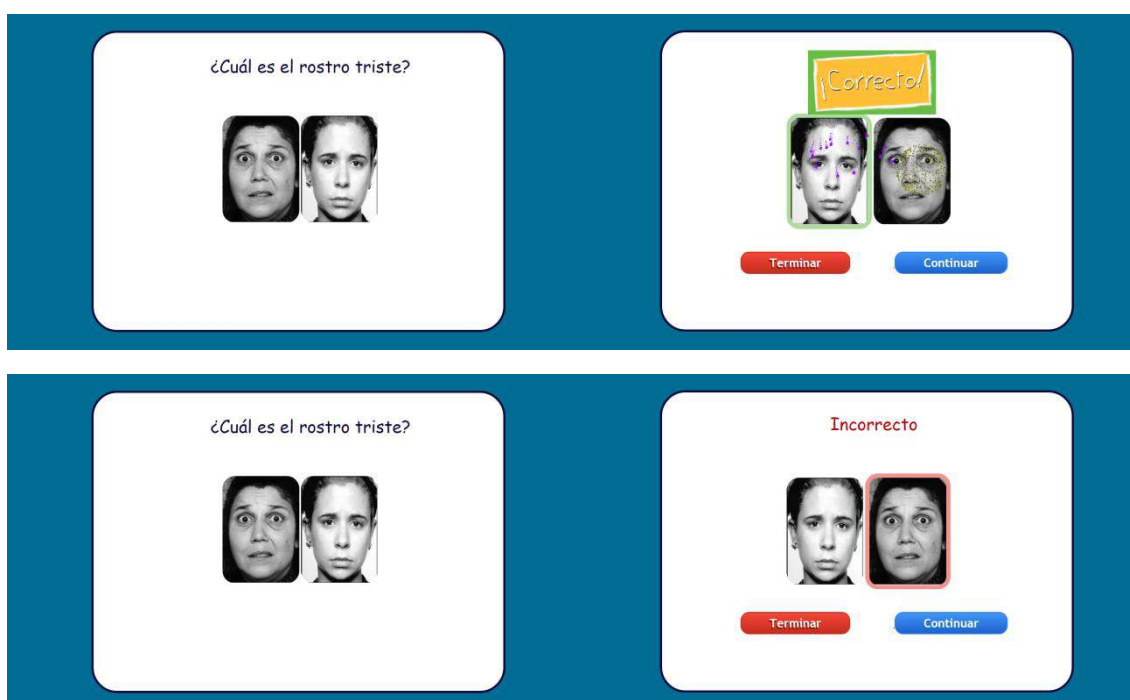 ¿Cuál es el rostro triste?
¡Correcto!
Terminar
Continuar
¿Cuál es el rostro triste?
Incorrecto
Terminar
Continuar